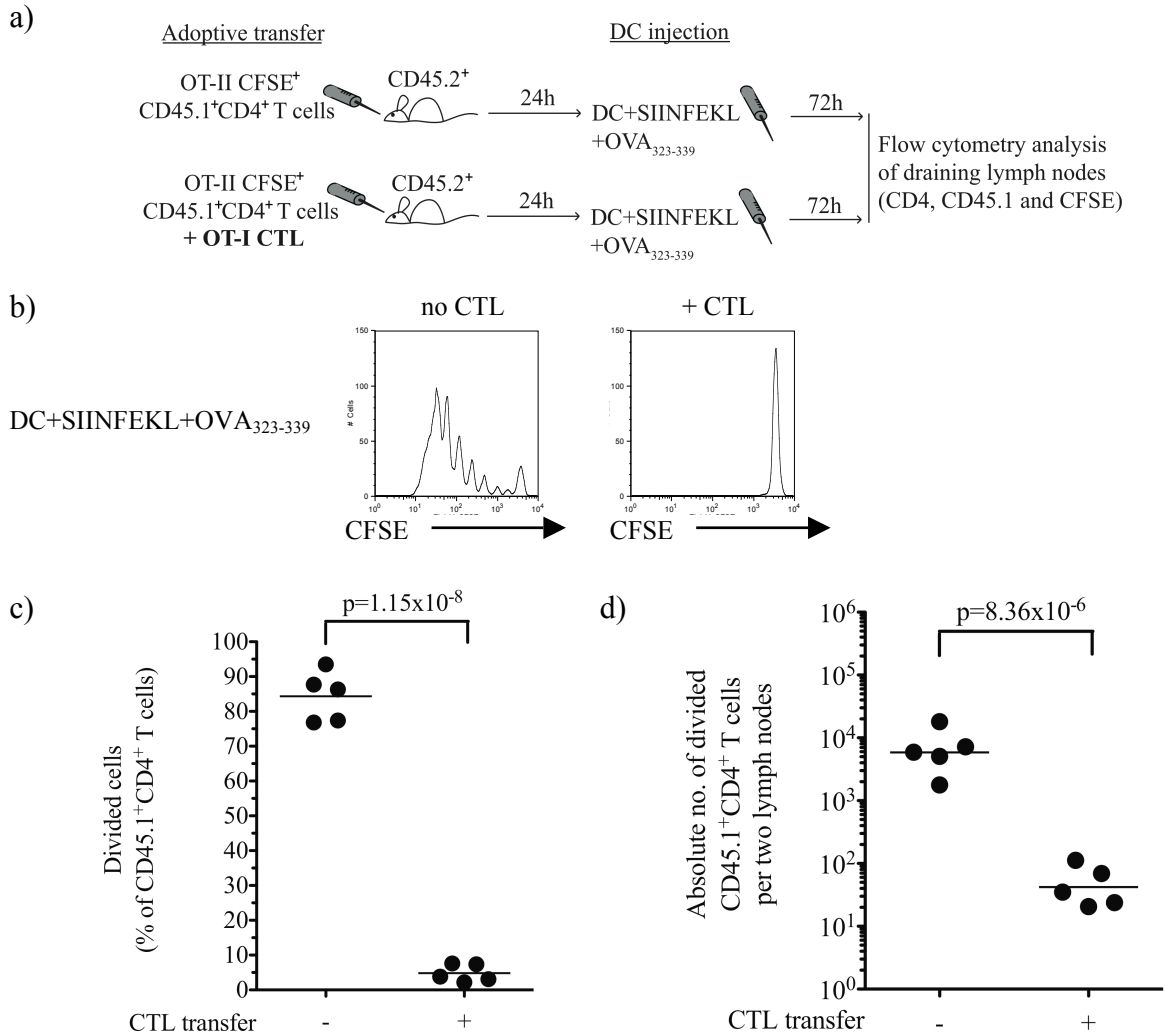 a)
Adoptive transfer
DC injection
OT-II CFSE⁺
CD45.1⁺CD4⁺ T cells
CD45.2⁺
24h
DC+SIINFEKL
+OVA₃₂₃₋₃₃₉
72h
OT-II CFSE⁺
CD45.1⁺CD4⁺ T cells
+ OT-I CTL
CD45.2⁺
24h
DC+SIINFEKL
+OVA₃₂₃₋₃₃₉
72h
Flow cytometry analysis
of draining lymph nodes
(CD4, CD45.1 and CFSE)
b)
no CTL
+ CTL
DC+SIINFEKL+OVA₃₂₃₋₃₃₉
# Cells
150
100
50
0
10⁰ 10¹ 10² 10³ 10⁴
CFSE
150
100
50
0
10⁰ 10¹ 10² 10³ 10⁴
CFSE
c)
p=1.15x10⁻⁸
Divided cells
(% of CD45.1⁺CD4⁺ T cells)
100
90
80
70
60
50
40
30
20
10
0
CTL transfer - +
d)
p=8.36x10⁻⁶
Absolute no. of divided
CD45.1⁺CD4⁺ T cells
per two lymph nodes
10⁶
10⁵
10⁴
10³
10²
10¹
10⁰
CTL transfer - +